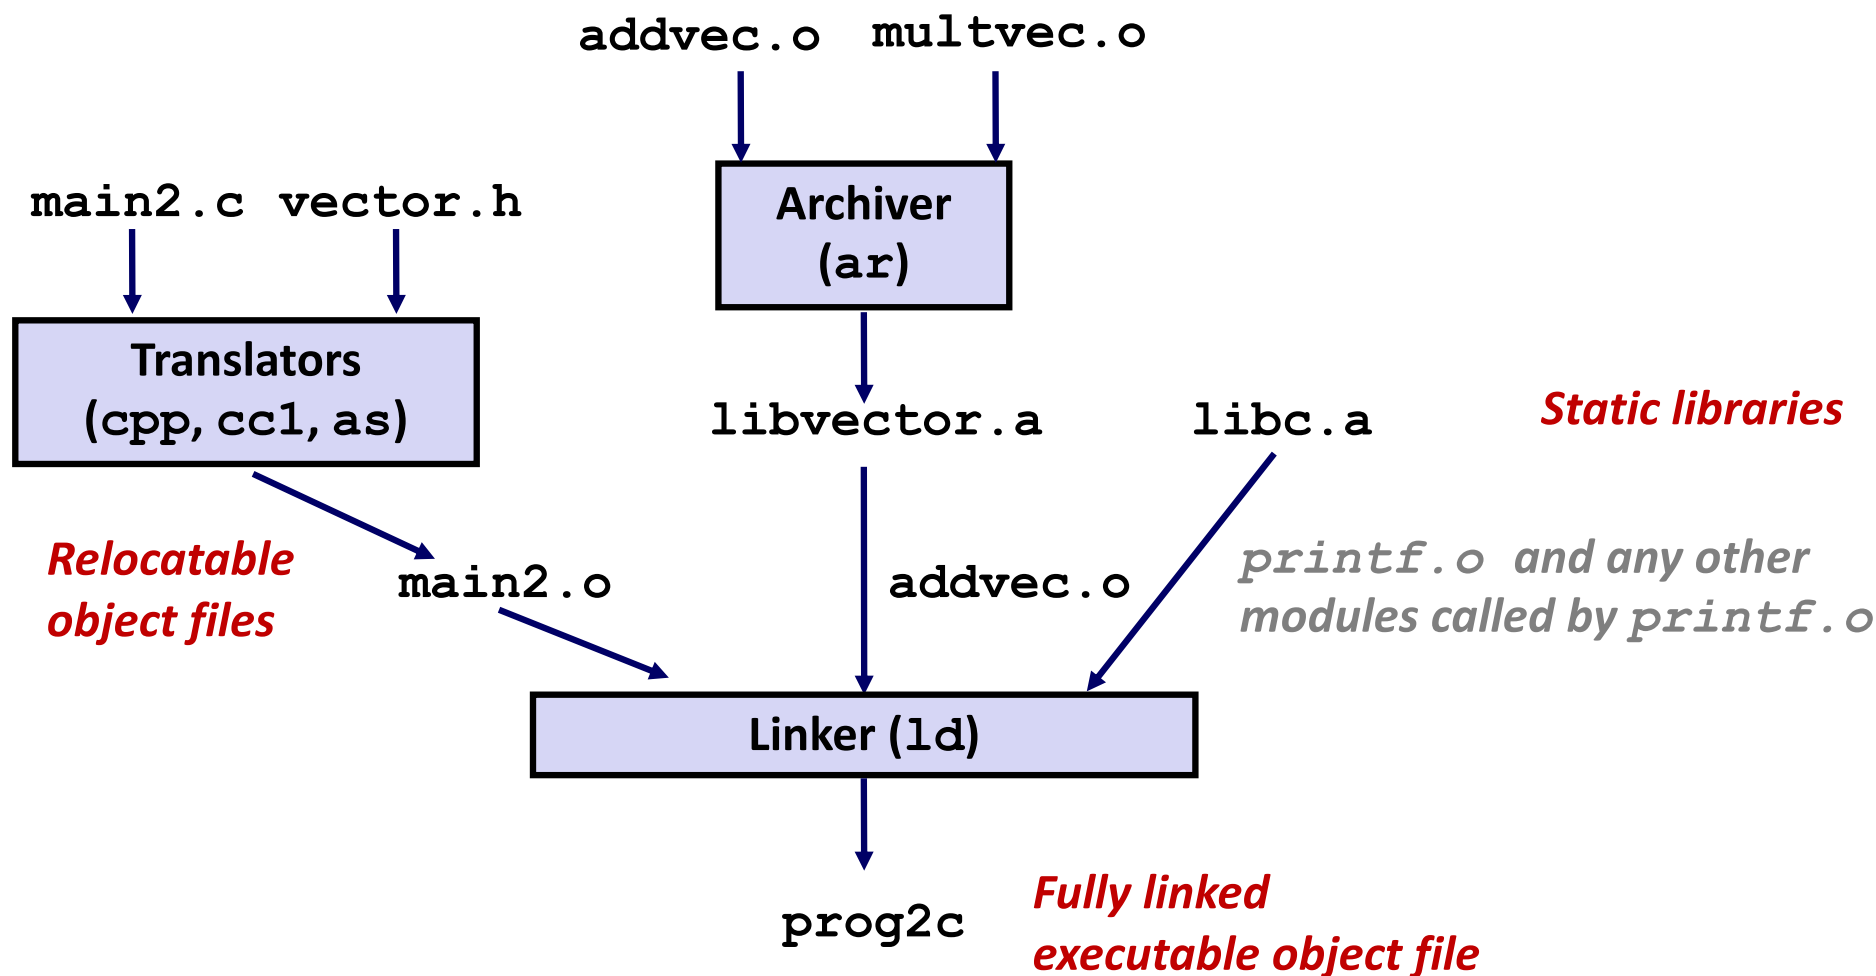 addvec.o multvec.o
main2.c vector.h
Archiver
(ar)
Translators
(cpp, cc1, as)
libvector.a
libc.a
Static libraries
Relocatable
object files
main2.o
addvec.o
printf.o and any other
modules called by printf.o
Linker (ld)
prog2c
Fully linked
executable object file